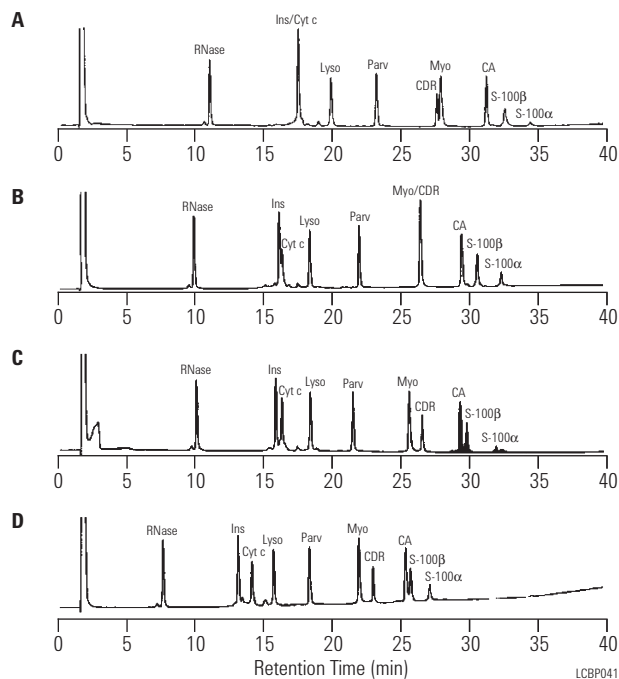 A
RNase
Ins/Cyt c
Lyso
Parv
CDR
Myo
CA
S-100β
S-100α
0 5 10 15 20 25 30 35 40
B
RNase
Ins
Cyt c
Lyso
Parv
Myo/CDR
CA
S-100β
S-100α
0 5 10 15 20 25 30 35 40
C
RNase
Ins
Cyt c
Lyso
Parv
Myo
CDR
CA
S-100β
S-100α
0 5 10 15 20 25 30 35 40
D
RNase
Ins
Cyt c
Lyso
Parv
Myo
CDR
CA
S-100β
S-100α
0 5 10 15 20 25 30 35 40
Retention Time (min)
LCBP041